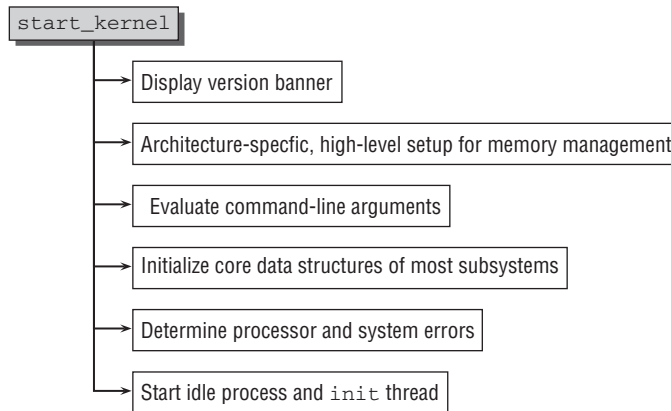 start_kernel
Display version banner
Architecture-specfic, high-level setup for memory management
Evaluate command-line arguments
Initialize core data structures of most subsystems
Determine processor and system errors
Start idle process and init thread